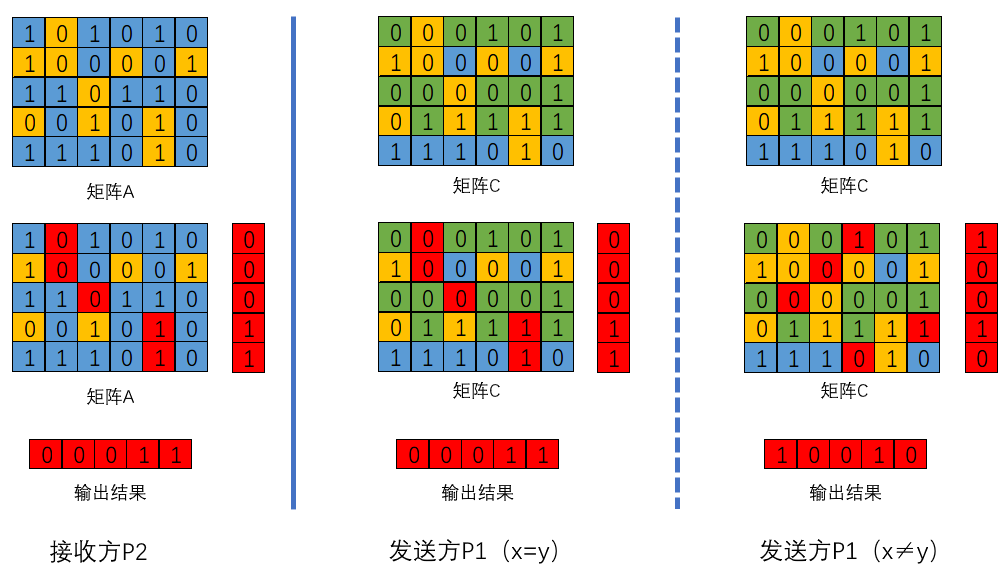 1 0 1 0 1 0
1 0 0 0 0 1
1 1 0 1 1 0
0 0 1 0 1 0
1 1 1 0 1 0
矩阵A
1 0 1 0 1 0 0
1 0 0 0 0 1 0
1 1 0 1 1 0 0
0 0 1 0 1 0 1
1 1 1 0 1 0 1
矩阵A
0 0 0 1 1
输出结果
接收方P2
0 0 0 1 0 1
1 0 0 0 0 1
0 0 0 0 0 1
0 1 1 1 1 1
1 1 1 0 1 0
矩阵C
0 0 0 1 0 1 0
1 0 0 0 0 1 0
0 0 0 0 0 1 0
0 1 1 1 1 1 1
1 1 1 0 1 0 1
矩阵C
0 0 0 1 1
输出结果
发送方P1（x=y）
0 0 0 1 0 1
1 0 0 0 0 1
0 0 0 0 0 1
0 1 1 1 1 1
1 1 1 0 1 0
矩阵C
0 0 0 1 0 1 1
1 0 0 0 0 1 0
0 0 0 0 0 1 0
0 1 1 1 1 1 1
1 1 1 0 1 0 0
矩阵C
1 0 0 1 0
输出结果
发送方P1（x≠y）